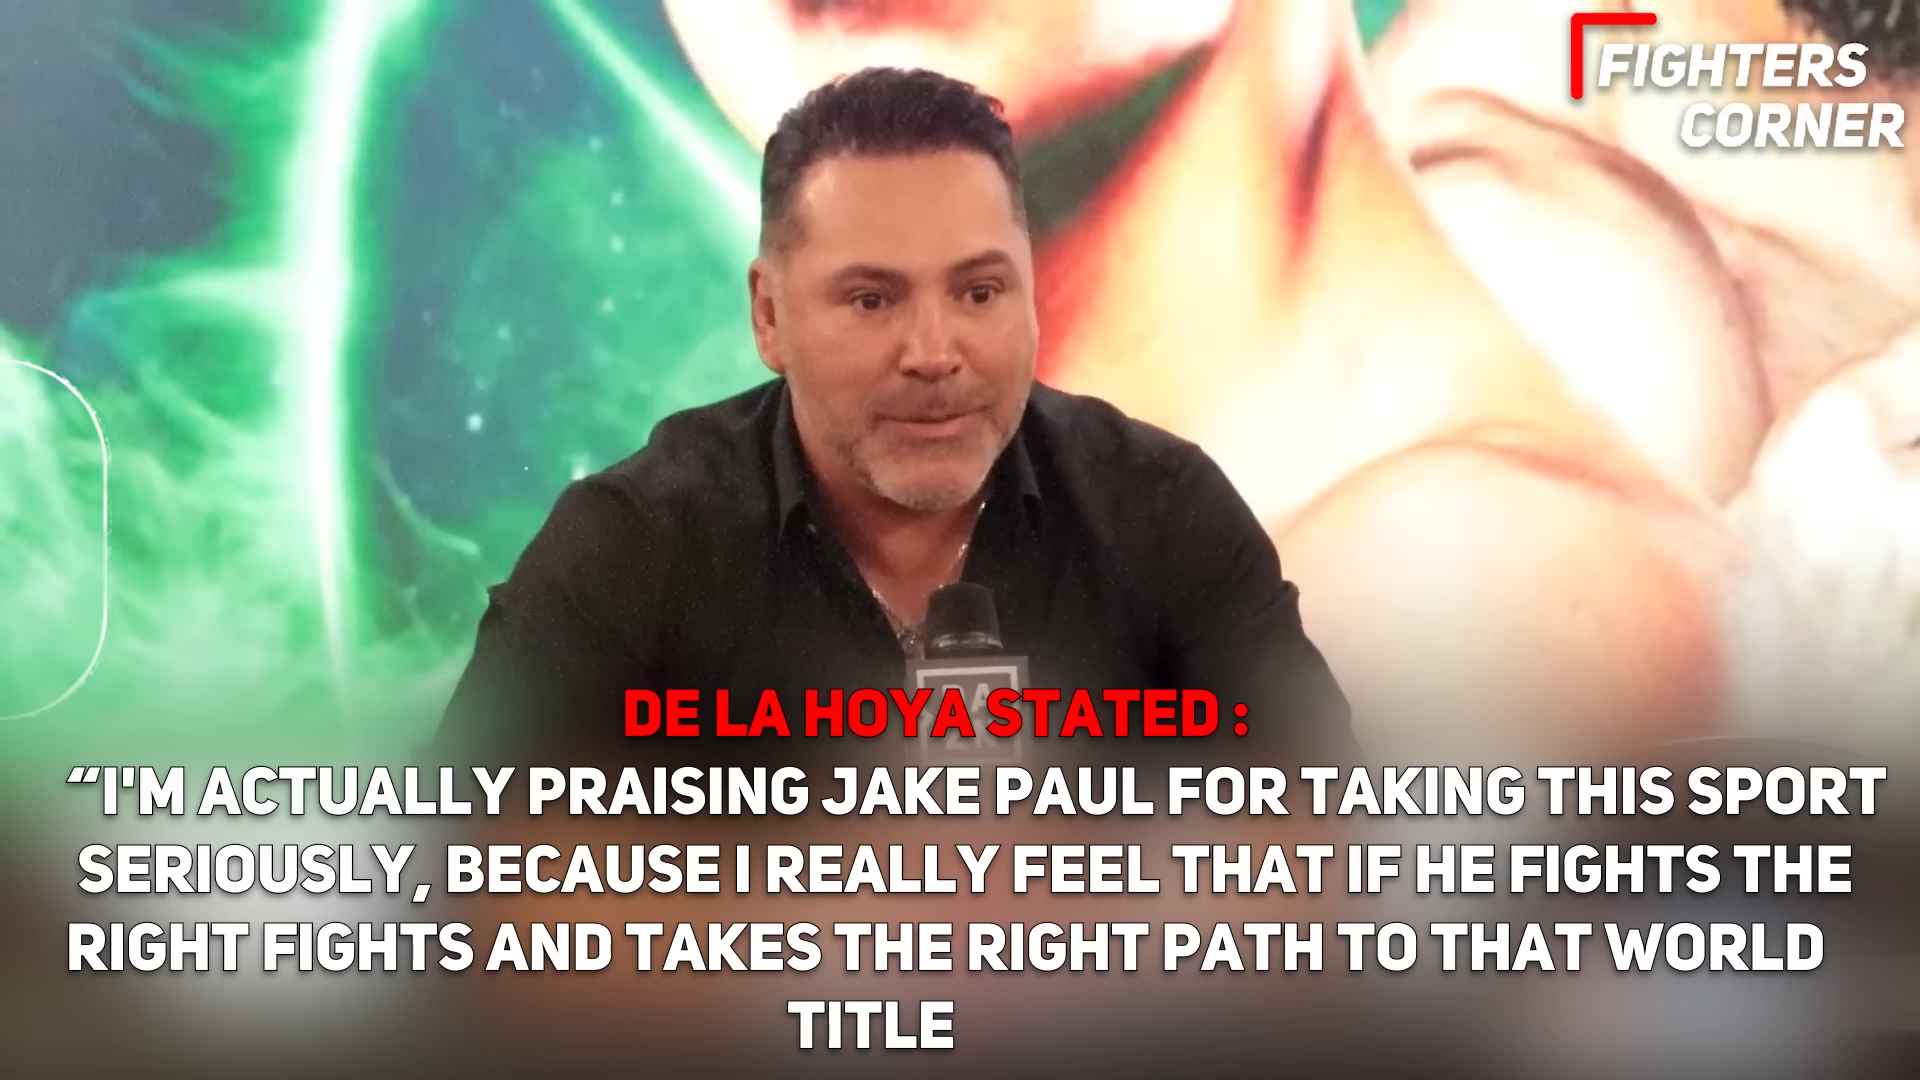 FIGHTERS
CORNER
DE LA HOYA STATED :
“I'M ACTUALLY PRAISING JAKE PAUL FOR TAKING THIS SPORT
SERIOUSLY, BECAUSE I REALLY FEEL THAT IF HE FIGHTS THE
RIGHT FIGHTS AND TAKES THE RIGHT PATH TO THAT WORLD
TITLE